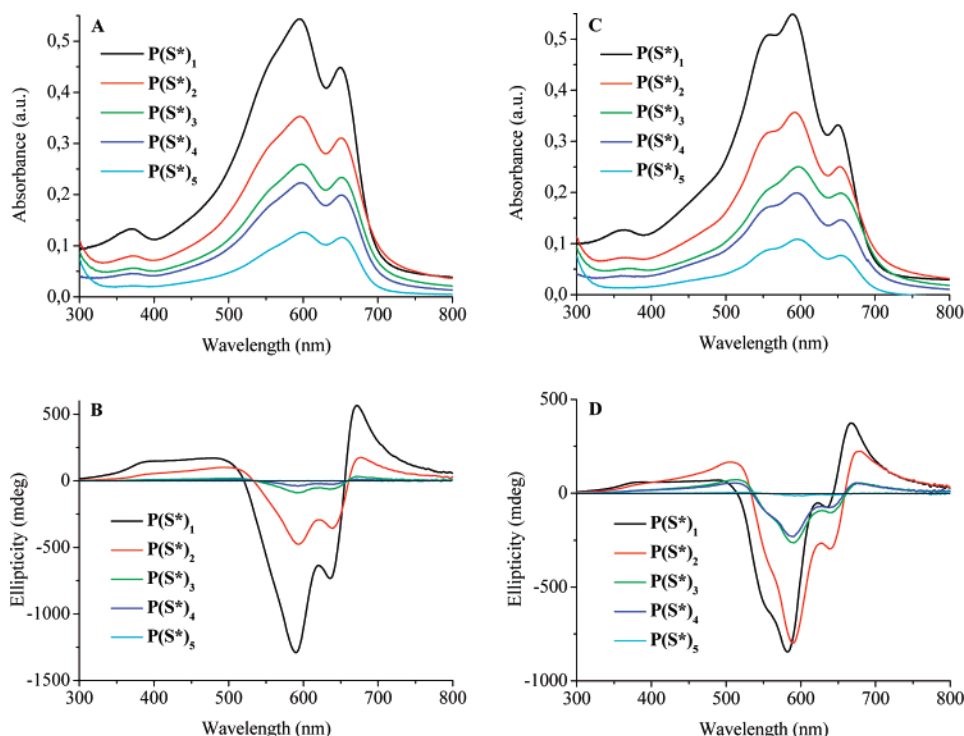 A
0,5
0,4
0,3
0,2
0,1
0,0
Absorbance (a.u.)
P(S*)1
P(S*)2
P(S*)3
P(S*)4
P(S*)5
300 400 500 600 700 800
Wavelength (nm)
C
0,5
0,4
0,3
0,2
0,1
0,0
Absorbance (a.u.)
P(S*)1
P(S*)2
P(S*)3
P(S*)4
P(S*)5
300 400 500 600 700 800
Wavelength (nm)
B
500
0
-500
-1000
-1500
Ellipticity (mdeg)
P(S*)1
P(S*)2
P(S*)3
P(S*)4
P(S*)5
300 400 500 600 700 800
Wavelength (nm)
D
500
0
-500
-1000
Ellipticity (mdeg)
P(S*)1
P(S*)2
P(S*)3
P(S*)4
P(S*)5
300 400 500 600 700 800
Wavelength (nm)